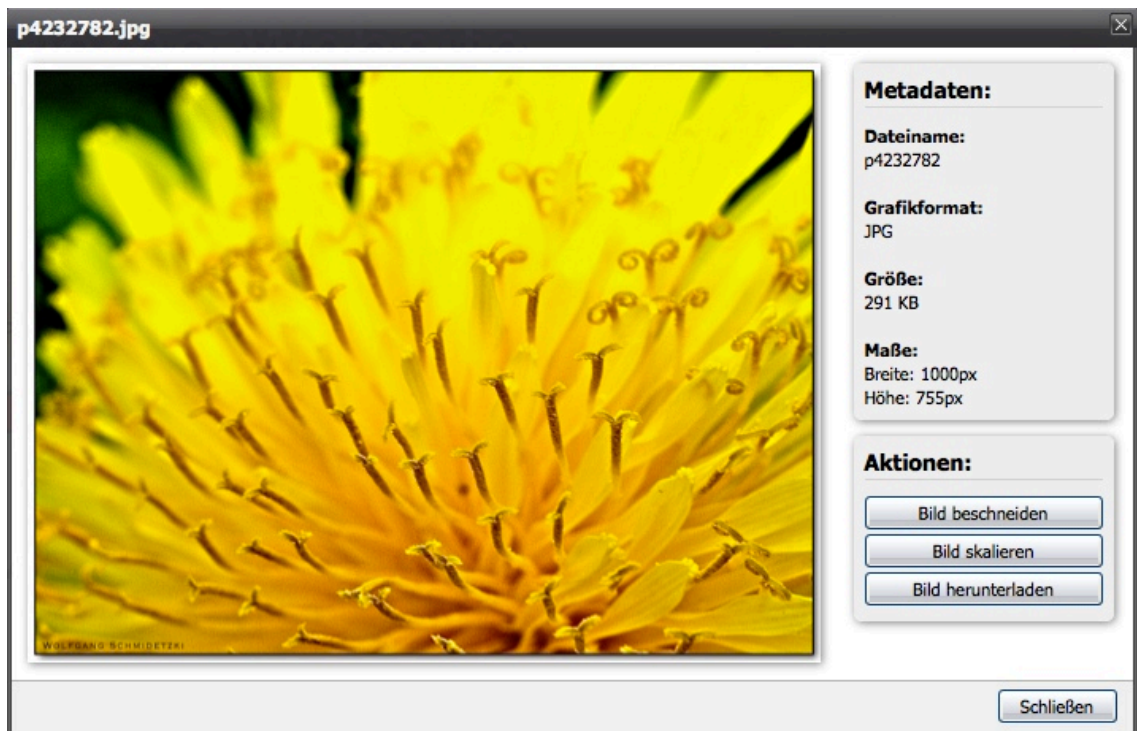 p4232782.jpg
WOLFGANG SCHMIDETZKI
Metadaten:
Dateiname:
p4232782
Grafikformat:
JPG
Größe:
291 KB
Maße:
Breite: 1000px
Höhe: 755px
Aktionen:
Bild beschneiden
Bild skalieren
Bild herunterladen
Schließen